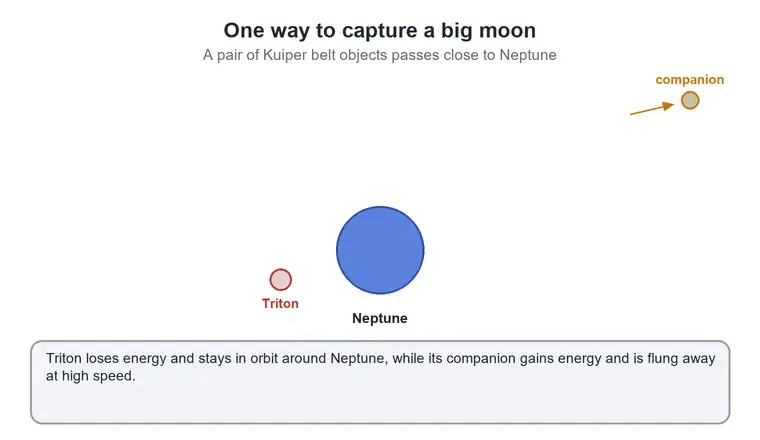 One way to capture a big moon
A pair of Kuiper belt objects passes close to Neptune
companion
Triton
Neptune
Triton loses energy and stays in orbit around Neptune, while its companion gains energy and is flung away
at high speed.